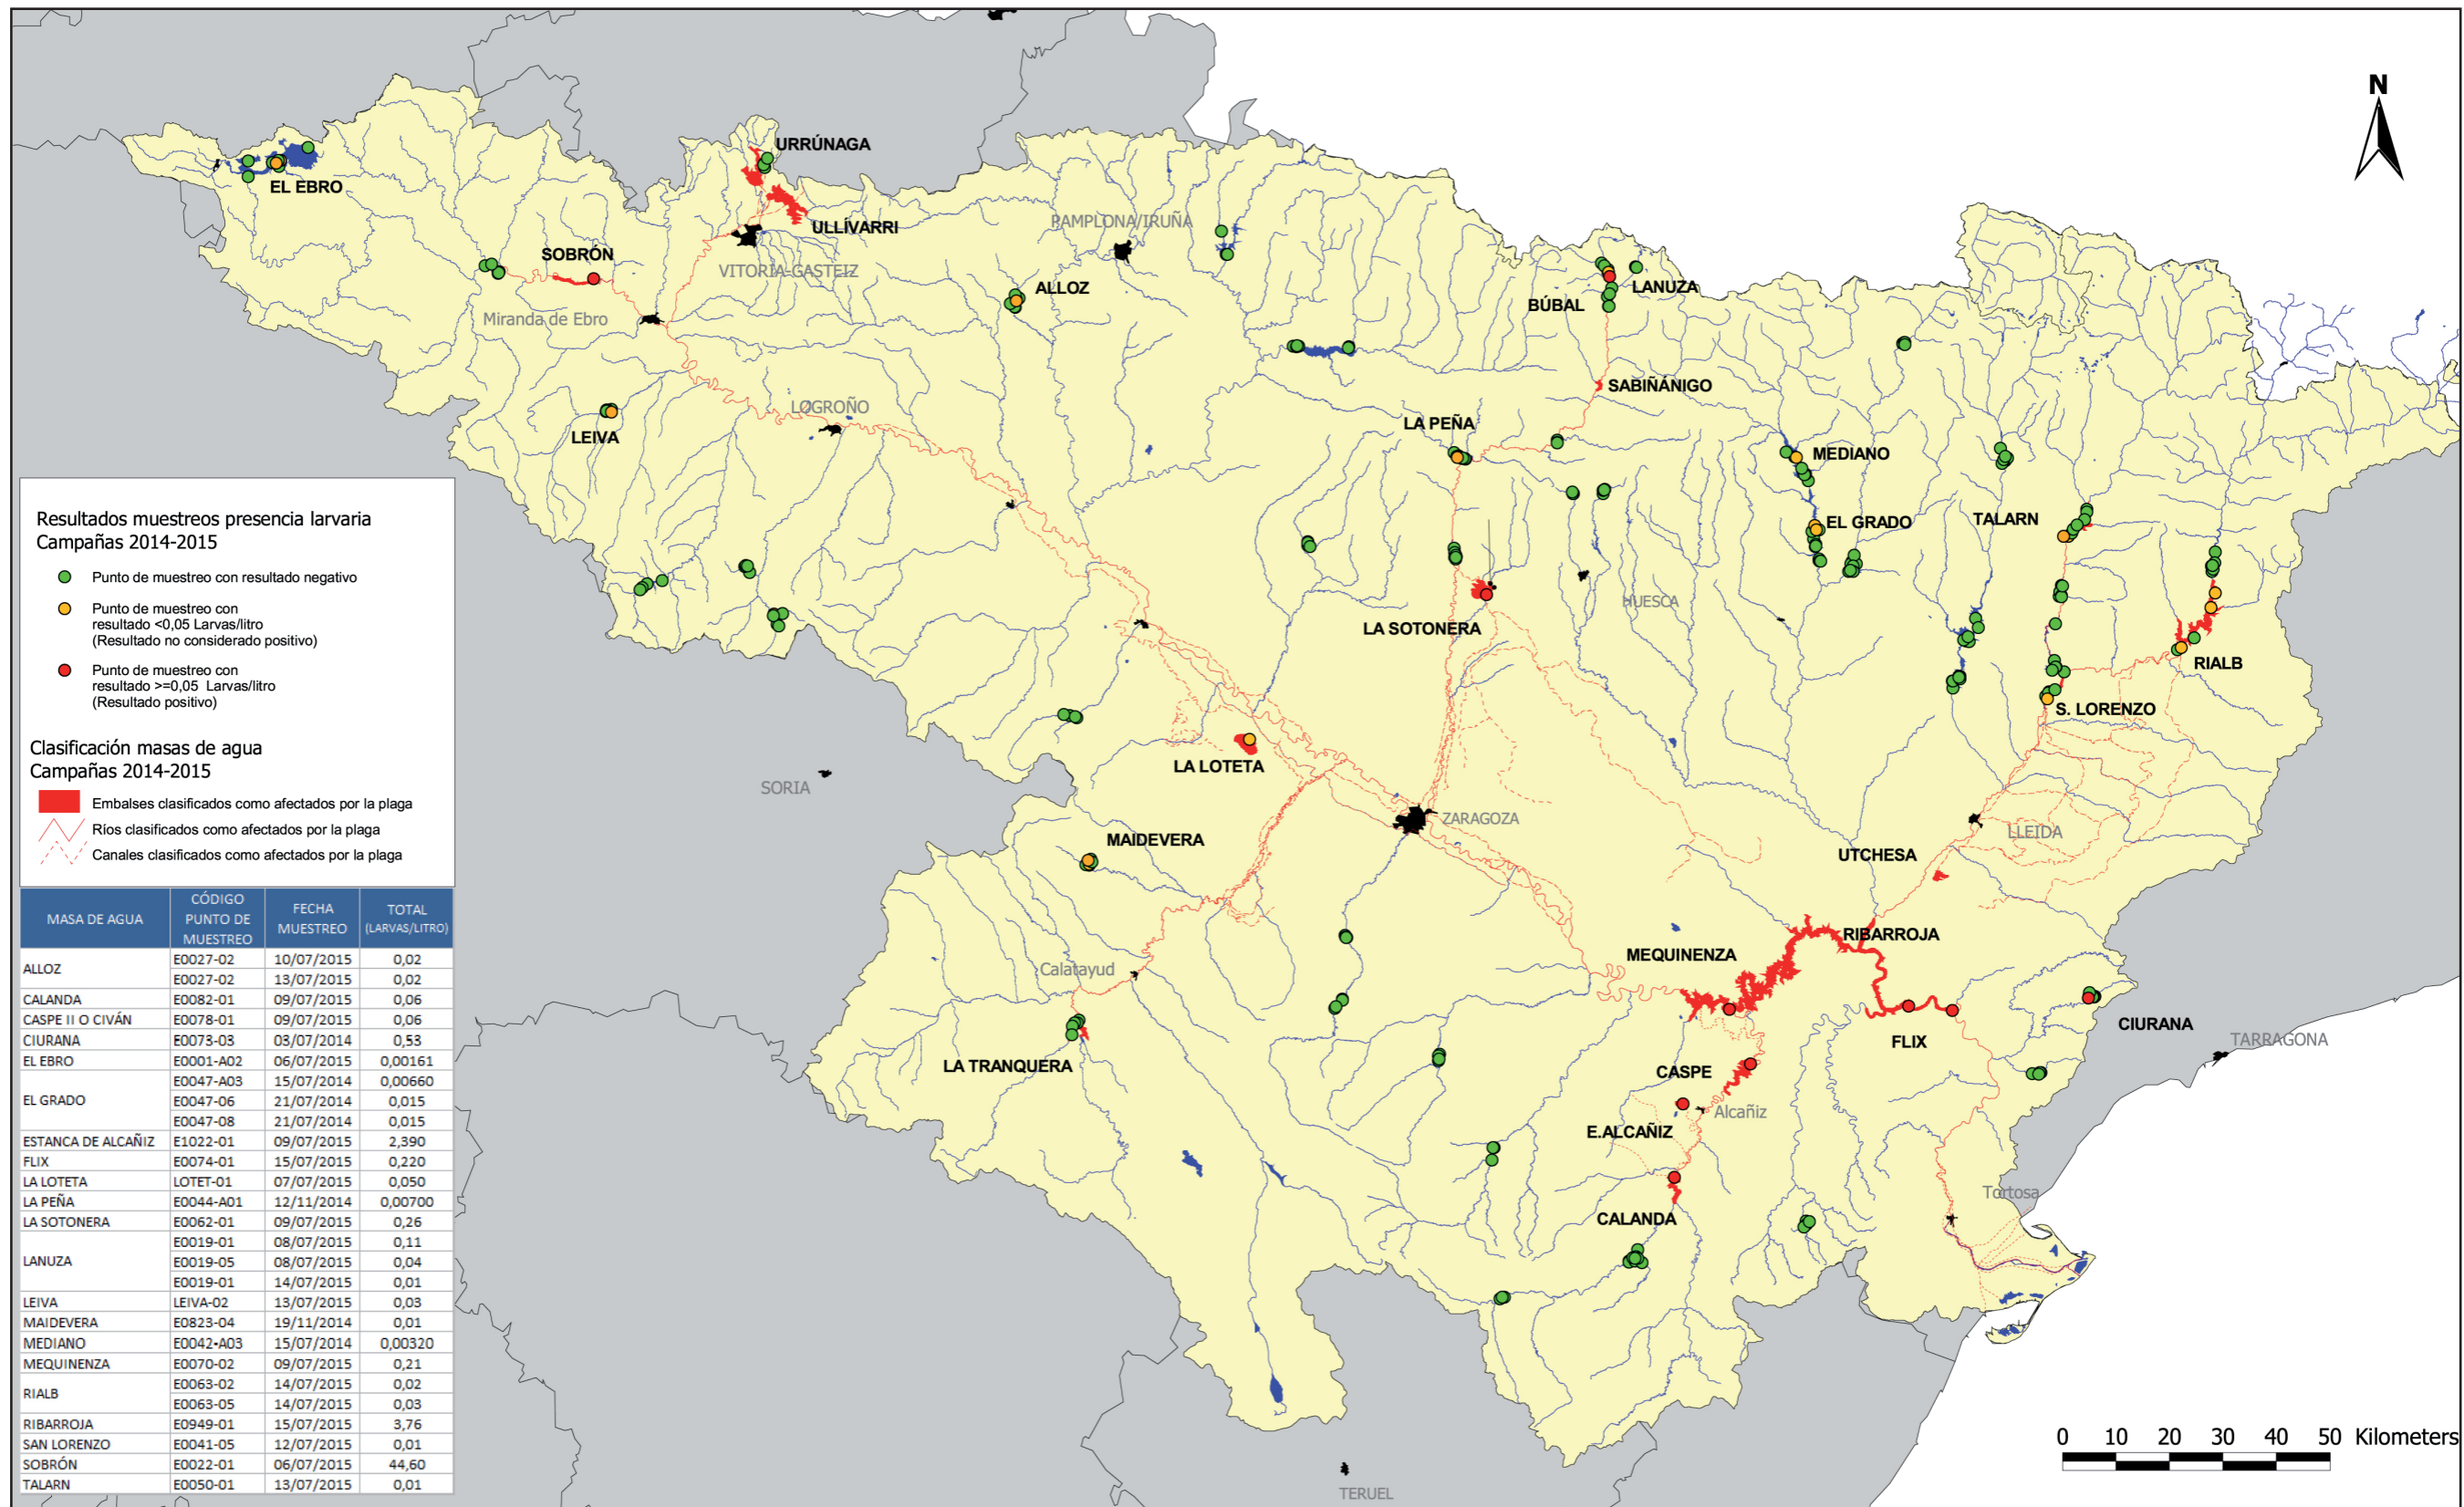 N
URRÚNAGA
EL EBRO
ULLÍVARRI
PAMPLONA/IRUÑA
SOBRÓN
VITORIA-GASTEIZ
ALLOZ
LANUZA
BÚBAL
Miranda de Ebro
SABIÑÁNIGO
LOGROÑO
LEIVA
LA PEÑA
MEDIANO
EL GRADO
TALARN
HUESCA
LA SOTONERA
RIALB
S. LORENZO
LA LOTETA
SORIA
ZARAGOZA
LLEIDA
MAIDEVERA
UTCHESA
RIBARROJA
MEQUINENZA
Calatayud
CIURANA
FLIX
TARRAGONA
LA TRANQUERA
CASPE
Alcañiz
E.ALCAÑIZ
Tortosa
CALANDA
TERUEL
Resultados muestreos presencia larvaria
Campañas 2014-2015
Punto de muestreo con resultado negativo
Punto de muestreo con
resultado <0,05 Larvas/litro
(Resultado no considerado positivo)
Punto de muestreo con
resultado >=0,05 Larvas/litro
(Resultado positivo)
Clasificación masas de agua
Campañas 2014-2015
Embalses clasificados como afectados por la plaga
Ríos clasificados como afectados por la plaga
Canales clasificados como afectados por la plaga
MASA DE AGUA CÓDIGO PUNTO DE MUESTREO FECHA MUESTREO TOTAL (LARVAS/LITRO)
ALLOZ E0027-02 10/07/2015 0,02
E0027-02 13/07/2015 0,02
CALANDA E0082-01 09/07/2015 0,06
CASPE II O CIVÁN E0078-01 09/07/2015 0,06
CIURANA E0073-03 03/07/2014 0,53
EL EBRO E0001-A02 06/07/2015 0,00161
EL GRADO E0047-A03 15/07/2014 0,00660
E0047-06 21/07/2014 0,015
E0047-08 21/07/2014 0,015
ESTANCA DE ALCAÑIZ E1022-01 09/07/2015 2,390
FLIX E0074-01 15/07/2015 0,220
LA LOTETA LOTET-01 07/07/2015 0,050
LA PEÑA E0044-A01 12/11/2014 0,00700
LA SOTONERA E0062-01 09/07/2015 0,26
LANUZA E0019-01 08/07/2015 0,11
E0019-05 08/07/2015 0,04
E0019-01 14/07/2015 0,01
LEIVA LEIVA-02 13/07/2015 0,03
MAIDEVERA E0823-04 19/11/2014 0,01
MEDIANO E0042-A03 15/07/2014 0,00320
MEQUINENZA E0070-02 09/07/2015 0,21
RIALB E0063-02 14/07/2015 0,02
E0063-05 14/07/2015 0,03
RIBARROJA E0949-01 15/07/2015 3,76
SAN LORENZO E0041-05 12/07/2015 0,01
SOBRÓN E0022-01 06/07/2015 44,60
TALARN E0050-01 13/07/2015 0,01
0 10 20 30 40 50 Kilometers